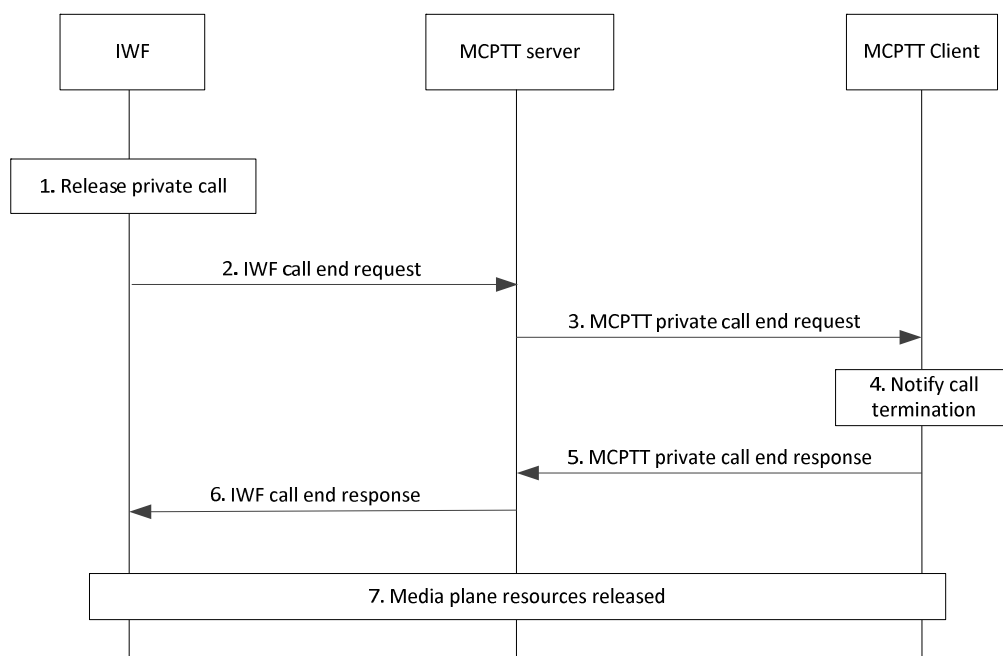 IWF
MCPTT server
MCPTT Client
1. Release private call
2. IWF call end request
3. MCPTT private call end request
4. Notify call
termination
5. MCPTT private call end response
6. IWF call end response
7. Media plane resources released